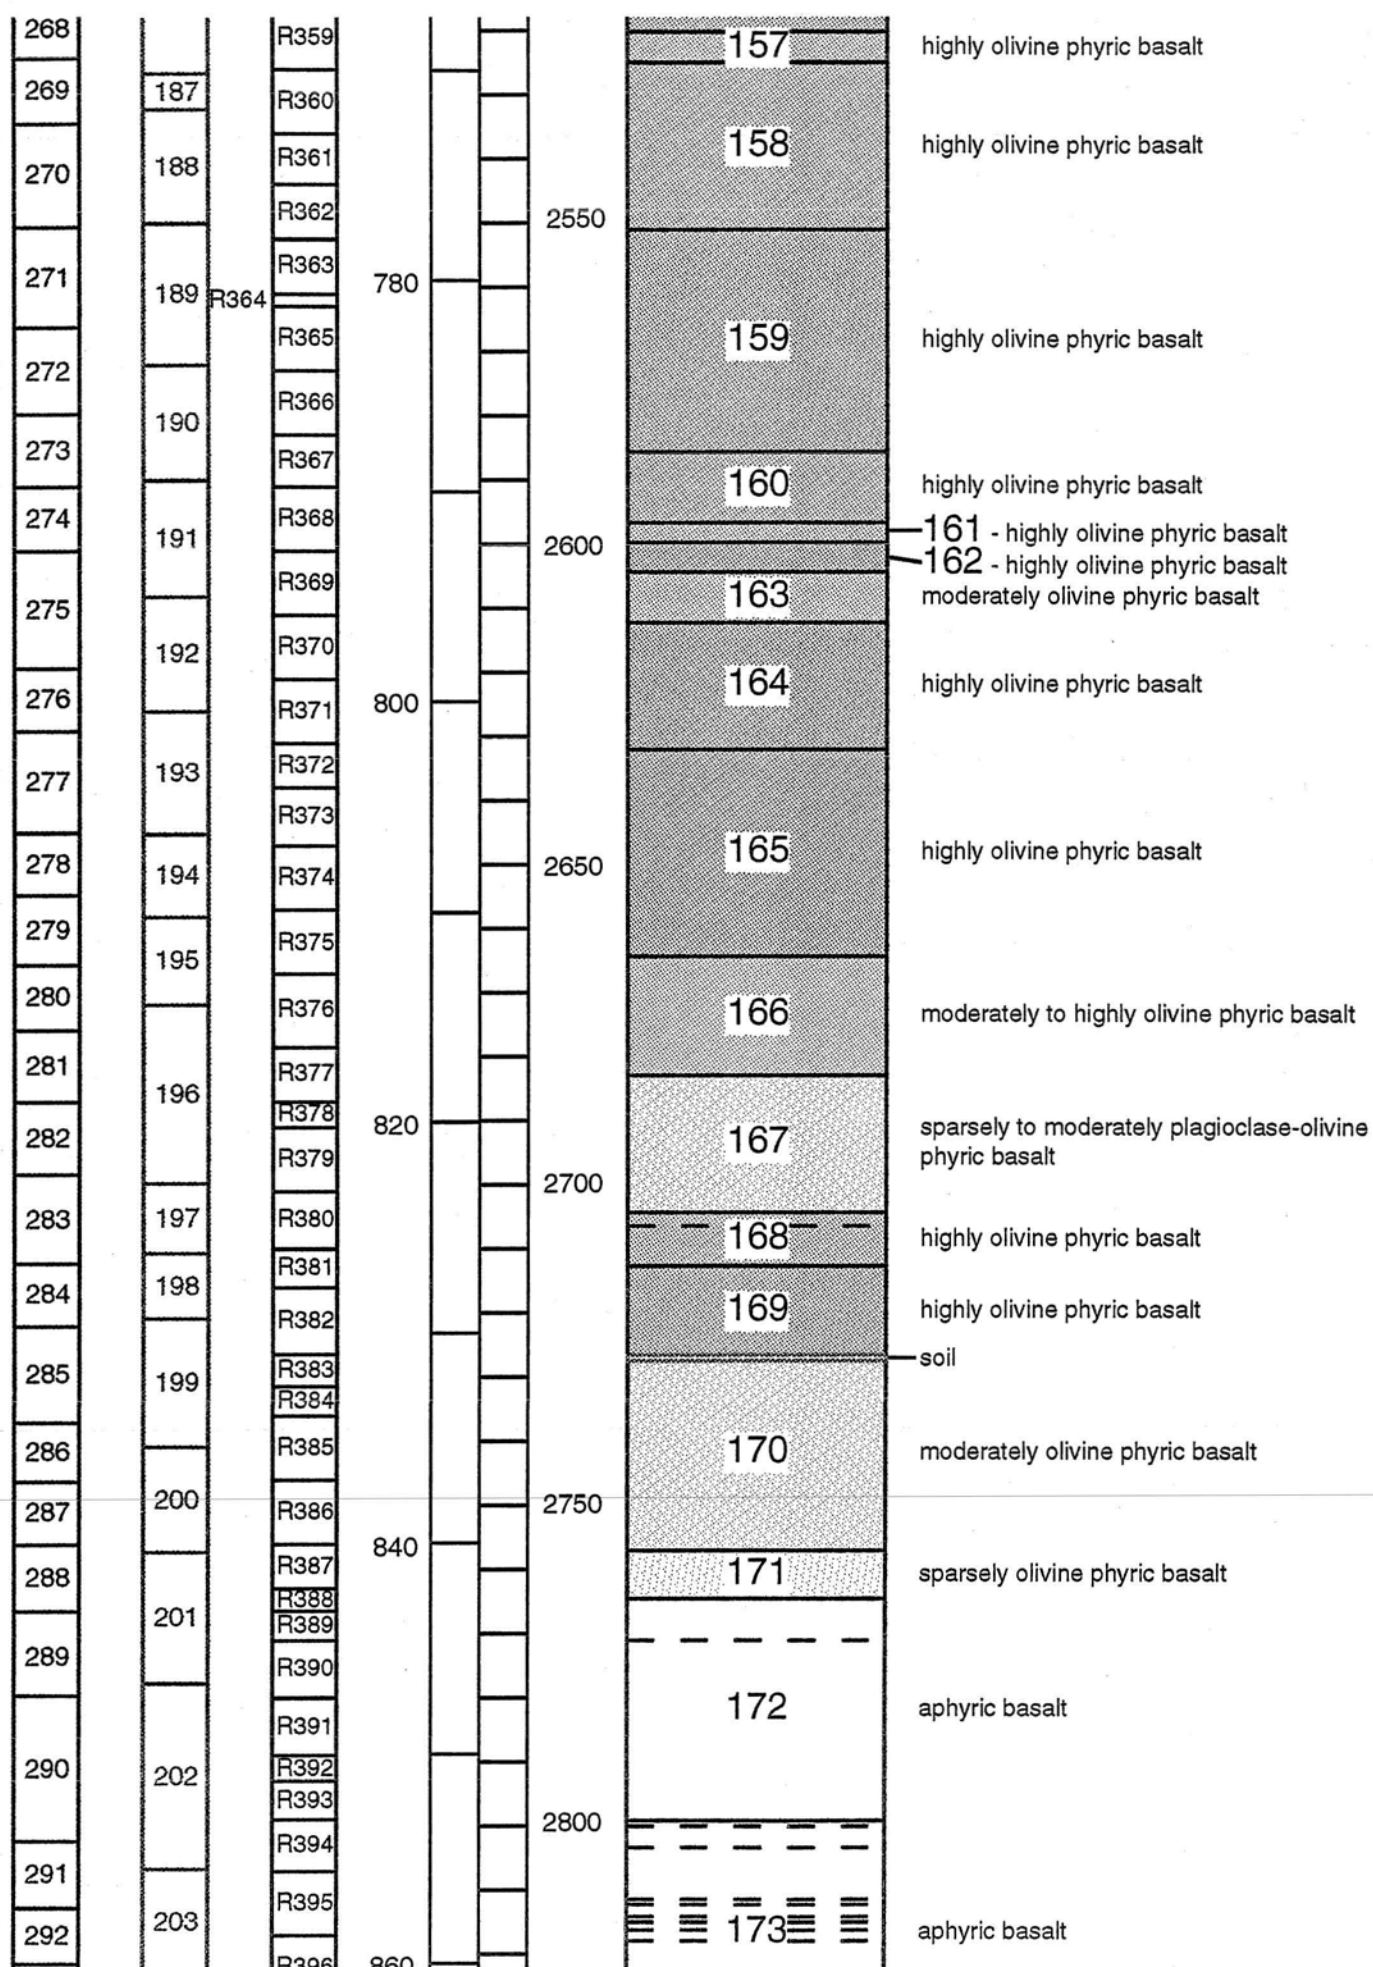 268
269
270
271
272
273
274
275
276
277
278
279
280
281
282
283
284
285
286
287
288
289
290
291
292
187
188
189
190
191
192
193
194
195
196
197
198
199
200
201
202
203
R359
R360
R361
R362
R363
R364
R365
R366
R367
R368
R369
R370
R371
R372
R373
R374
R375
R376
R377
R378
R379
R380
R381
R382
R383
R384
R385
R386
R387
R388
R389
R390
R391
R392
R393
R394
R395
R396
780
800
820
840
860
2550
2600
2650
2700
2750
2800
157 highly olivine phyric basalt
158 highly olivine phyric basalt
159 highly olivine phyric basalt
160 highly olivine phyric basalt
161 - highly olivine phyric basalt
162 - highly olivine phyric basalt
163 moderately olivine phyric basalt
164 highly olivine phyric basalt
165 highly olivine phyric basalt
166 moderately to highly olivine phyric basalt
167 sparsely to moderately plagioclase-olivine
phyric basalt
168 highly olivine phyric basalt
169 highly olivine phyric basalt
soil
170 moderately olivine phyric basalt
171 sparsely olivine phyric basalt
172 aphyric basalt
173 aphyric basalt